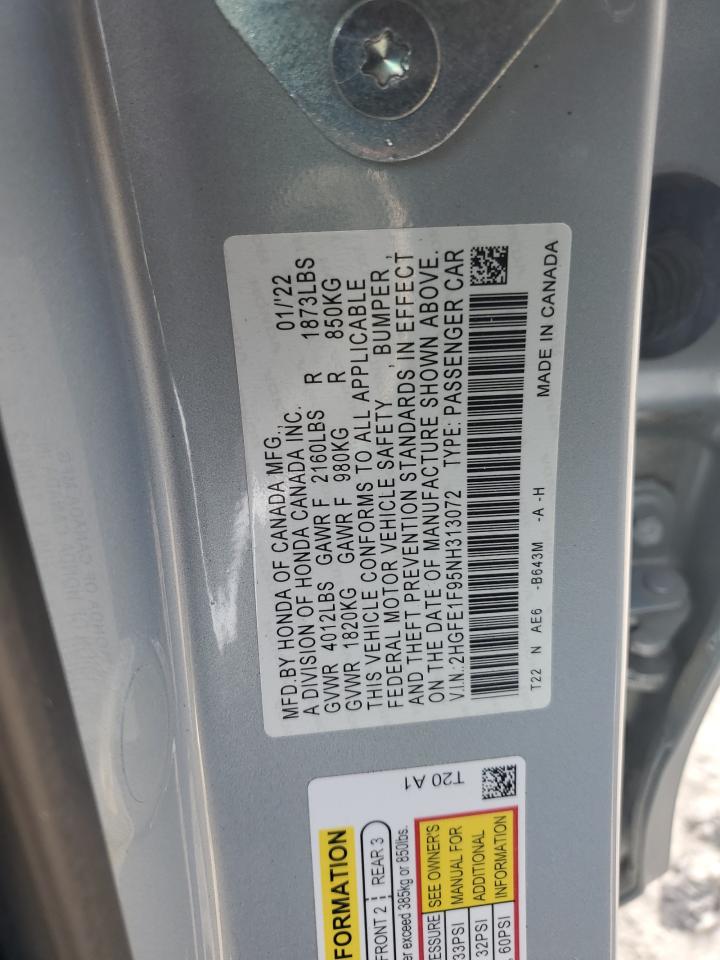 MFD.BY HONDA OF CANADA MFG.,
A DIVISION OF HONDA CANADA INC. 01/'22
GVWR 4012LBS GAWR F 2160LBS R 1873LBS
GVWR 1820KG GAWR F 980KG R 850KG
THIS VEHICLE CONFORMS TO ALL APPLICABLE
FEDERAL MOTOR VEHICLE SAFETY , BUMPER ,
AND THEFT PREVENTION STANDARDS IN EFFECT
ON THE DATE OF MANUFACTURE SHOWN ABOVE.
V.I.N.:2HGFE1F95NH313072 TYPE: PASSENGER CAR
T22 N AE6 -B643M -A -H
MADE IN CANADA
FORMATION
FRONT 2 REAR 3
er exceed 385kg or 850lbs.
ESSURE SEE OWNER'S
33PSI MANUAL FOR
32PSI ADDITIONAL
60PSI INFORMATION
T20 A1